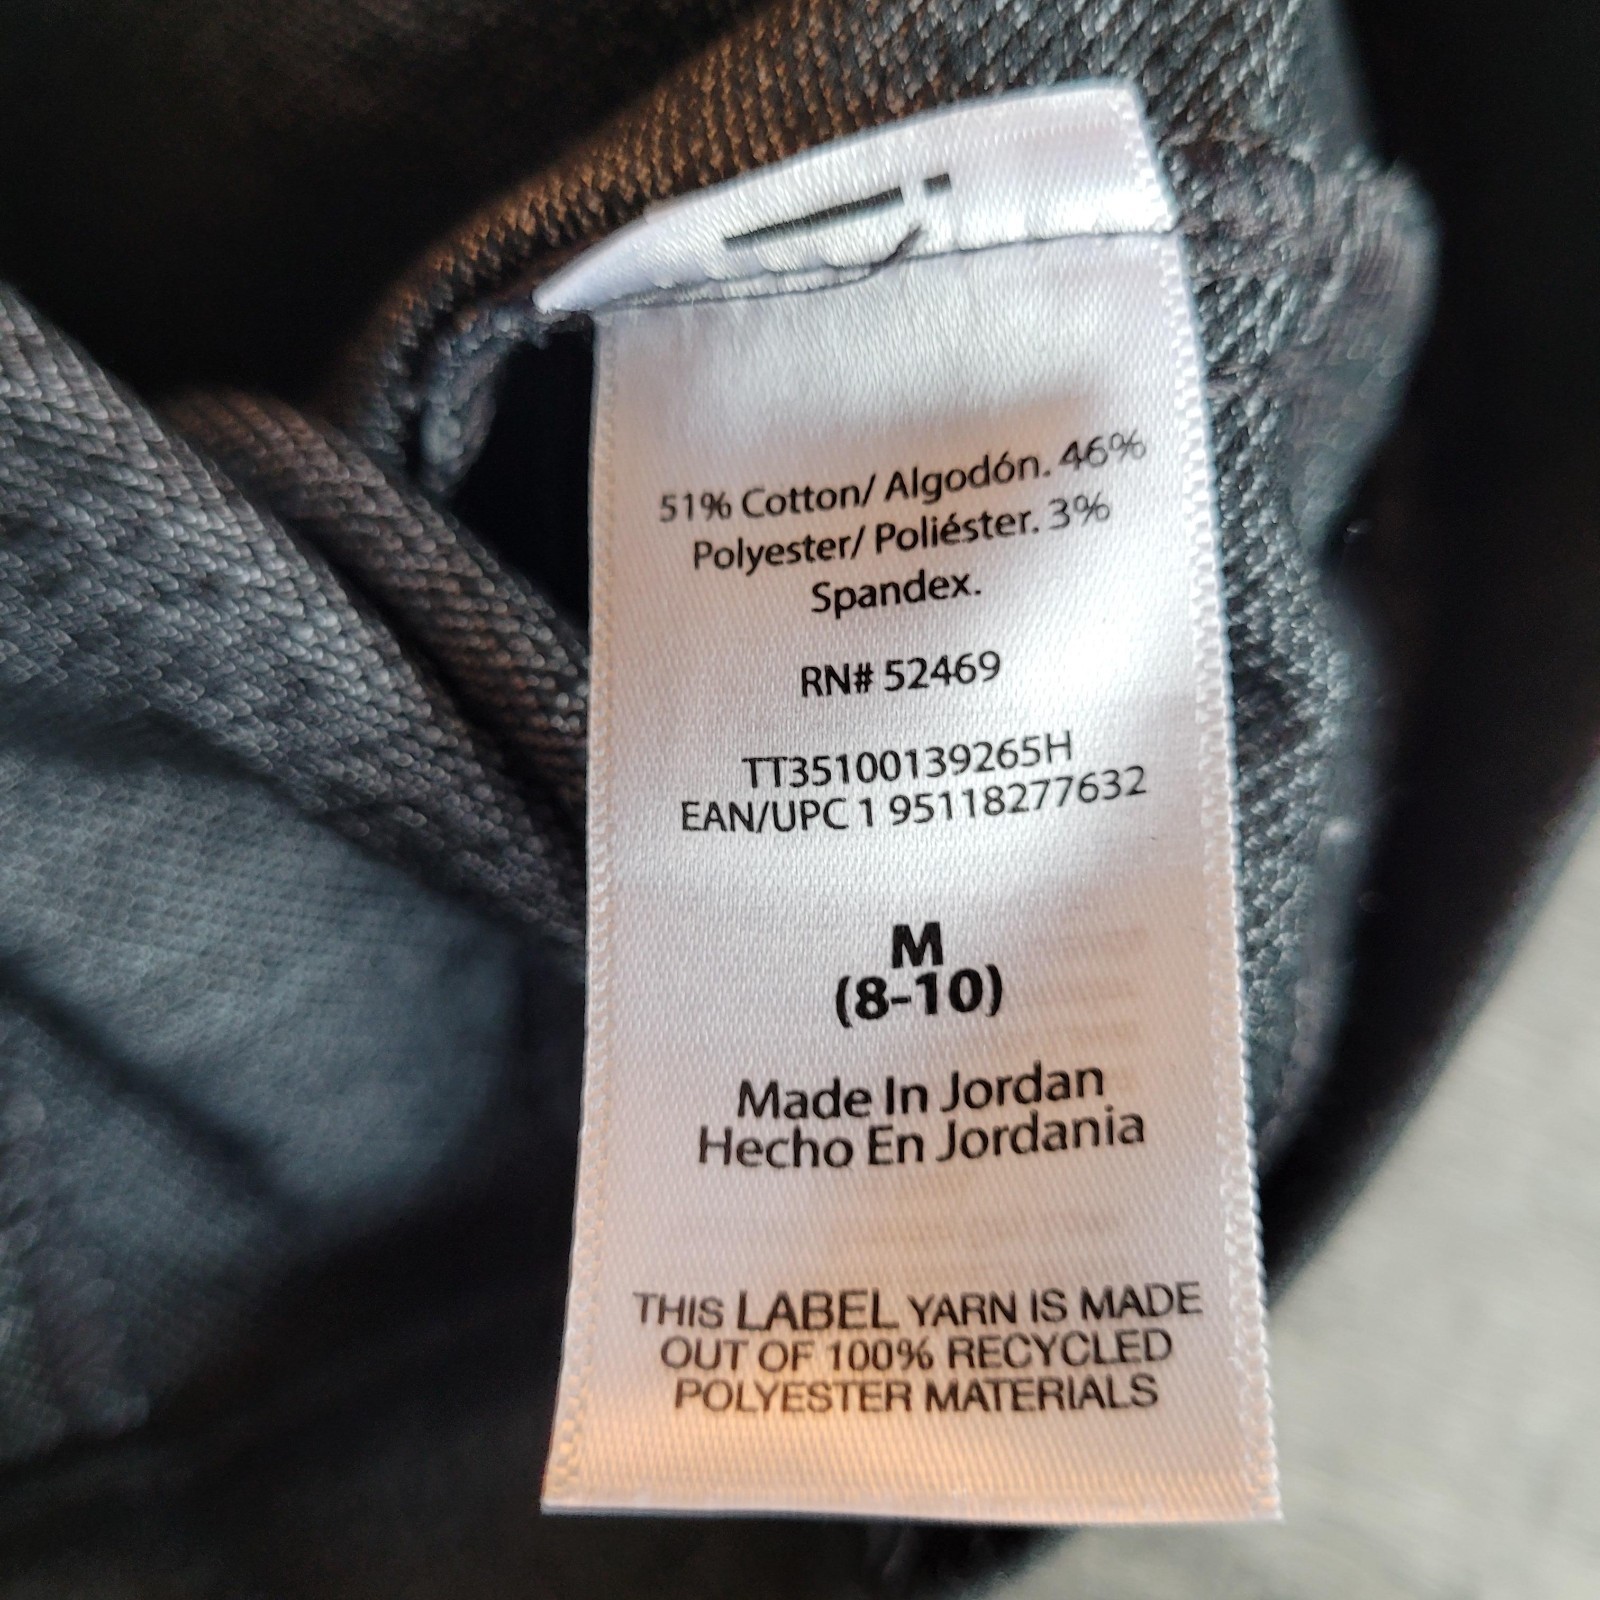 51% Cotton/ Algodón. 46%
Polyester/ Poliéster. 3%
Spandex.
RN# 52469
TT35100139265H
EAN/UPC 1 95118277632
M
(8-10)
Made In Jordan
Hecho En Jordania
THIS LABEL YARN IS MADE
OUT OF 100% RECYCLED
POLYESTER MATERIALS